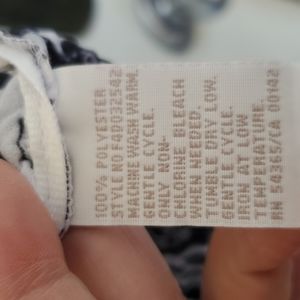 100% POLYESTER
STYLE NO F4DD32542
MACHINE WASH WARM.
GENTLE CYCLE.
ONLY NON-
CHLORINE BLEACH
WHEN NEEDED.
TUMBLE DRY LOW.
GENTLE CYCLE.
IRON AT LOW
TEMPERATURE.
RN 54365/CA 00142